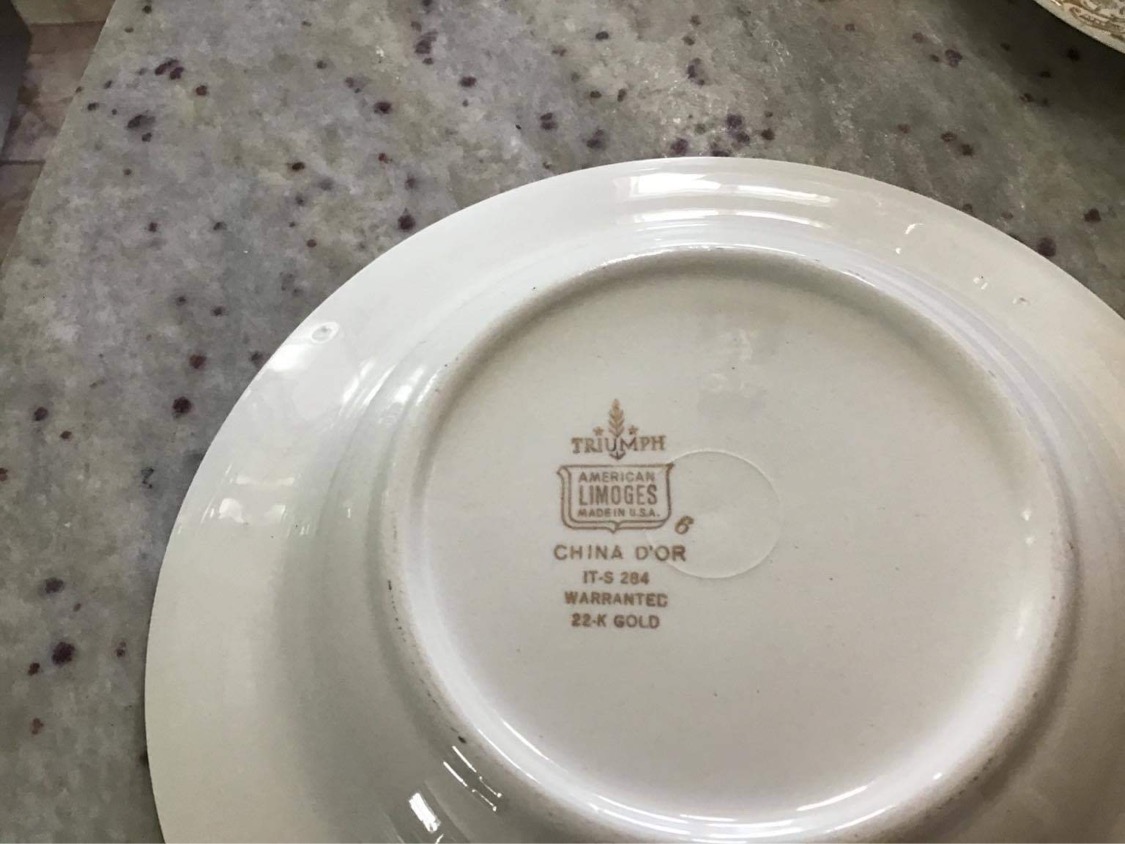 TRIUMPH
AMERICAN
LIMOGES
MADE IN U.S.A.
6
CHINA D'OR
IT-S 284
WARRANTED
22-K GOLD